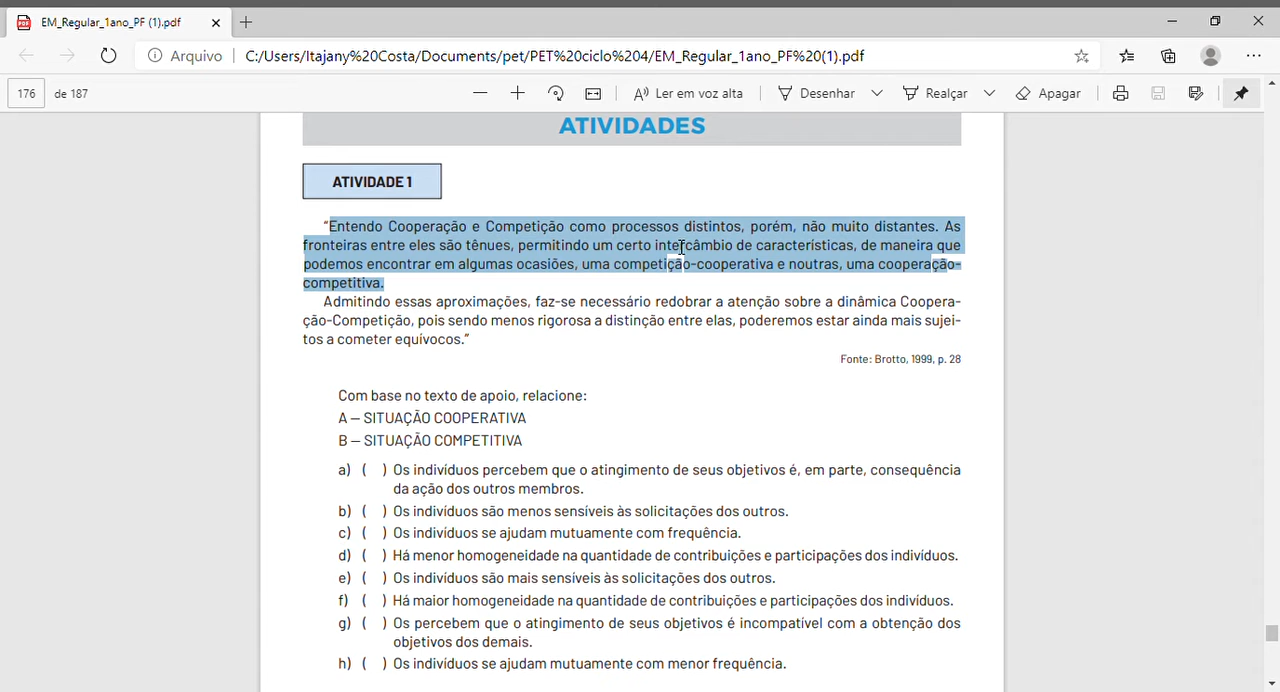 EM_Regular_1ano_PF (1).pdf
Arquivo C:/Users/Itajany%20Costa/Documents/pet/PET%20ciclo%204/EM_Regular_1ano_PF%20(1).pdf
176 de 187 Ler em voz alta Desenhar Realçar Apagar
ATIVIDADES
ATIVIDADE 1
“Entendo Cooperação e Competição como processos distintos, porém, não muito distantes. As
fronteiras entre eles são tênues, permitindo um certo intercâmbio de características, de maneira que
podemos encontrar em algumas ocasiões, uma competição-cooperativa e noutras, uma cooperação-
competitiva.
Admitindo essas aproximações, faz-se necessário redobrar a atenção sobre a dinâmica Coopera-
ção-Competição, pois sendo menos rigorosa a distinção entre elas, poderemos estar ainda mais sujei-
tos a cometer equívocos.”
Fonte: Brotto, 1999, p. 28
Com base no texto de apoio, relacione:
A – SITUAÇÃO COOPERATIVA
B – SITUAÇÃO COMPETITIVA
a) ( ) Os indivíduos percebem que o atingimento de seus objetivos é, em parte, consequência
da ação dos outros membros.
b) ( ) Os indivíduos são menos sensíveis às solicitações dos outros.
c) ( ) Os indivíduos se ajudam mutuamente com frequência.
d) ( ) Há menor homogeneidade na quantidade de contribuições e participações dos indivíduos.
e) ( ) Os indivíduos são mais sensíveis às solicitações dos outros.
f) ( ) Há maior homogeneidade na quantidade de contribuições e participações dos indivíduos.
g) ( ) Os percebem que o atingimento de seus objetivos é incompatível com a obtenção dos
objetivos dos demais.
h) ( ) Os indivíduos se ajudam mutuamente com menor frequência.